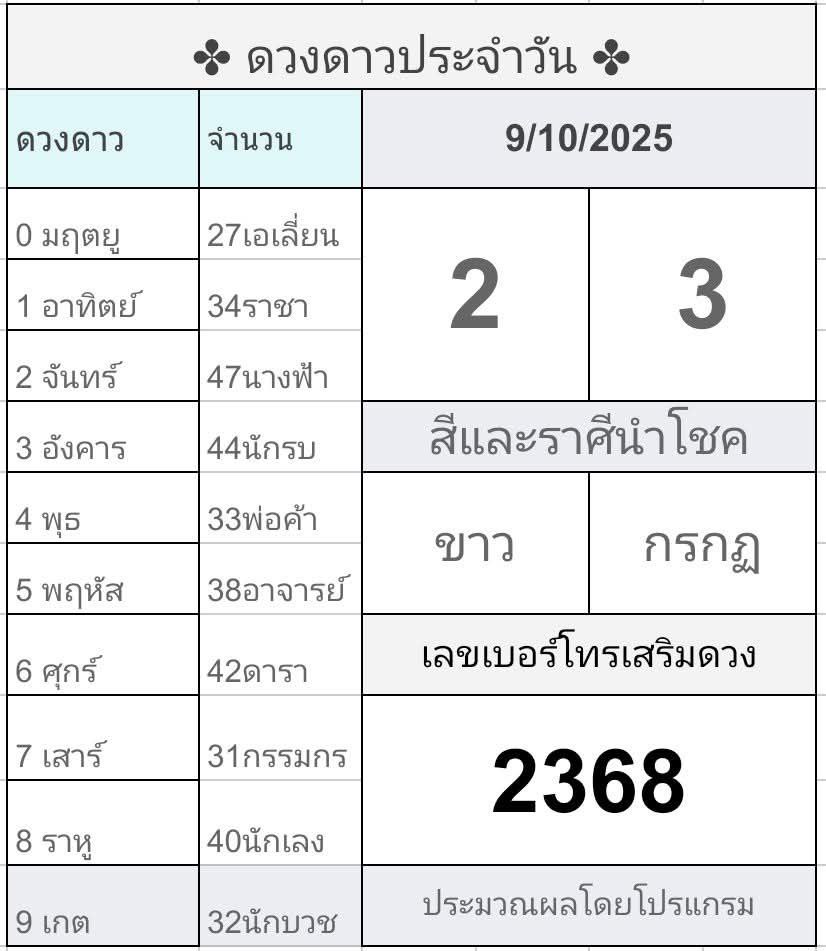 ✤ ดวงดาวประจำวัน ✤
ดวงดาว จำนวน 9/10/2025
0 มฤตยู 27เอเลี่ยน
1 อาทิตย์ 34ราชา
2 จันทร์ 47นางฟ้า
2 3
3 อังคาร 44นักรบ
สีและราศีนำโชค
4 พุธ 33พ่อค้า
5 พฤหัส 38อาจารย์
ขาว กรกฏ
6 ศุกร์ 42ดารา
เลขเบอร์โทรเสริมดวง
7 เสาร์ 31กรรมกร
8 ราหู 40นักเลง
2368
9 เกต 32นักบวช
ประมวณผลโดยโปรแกรม